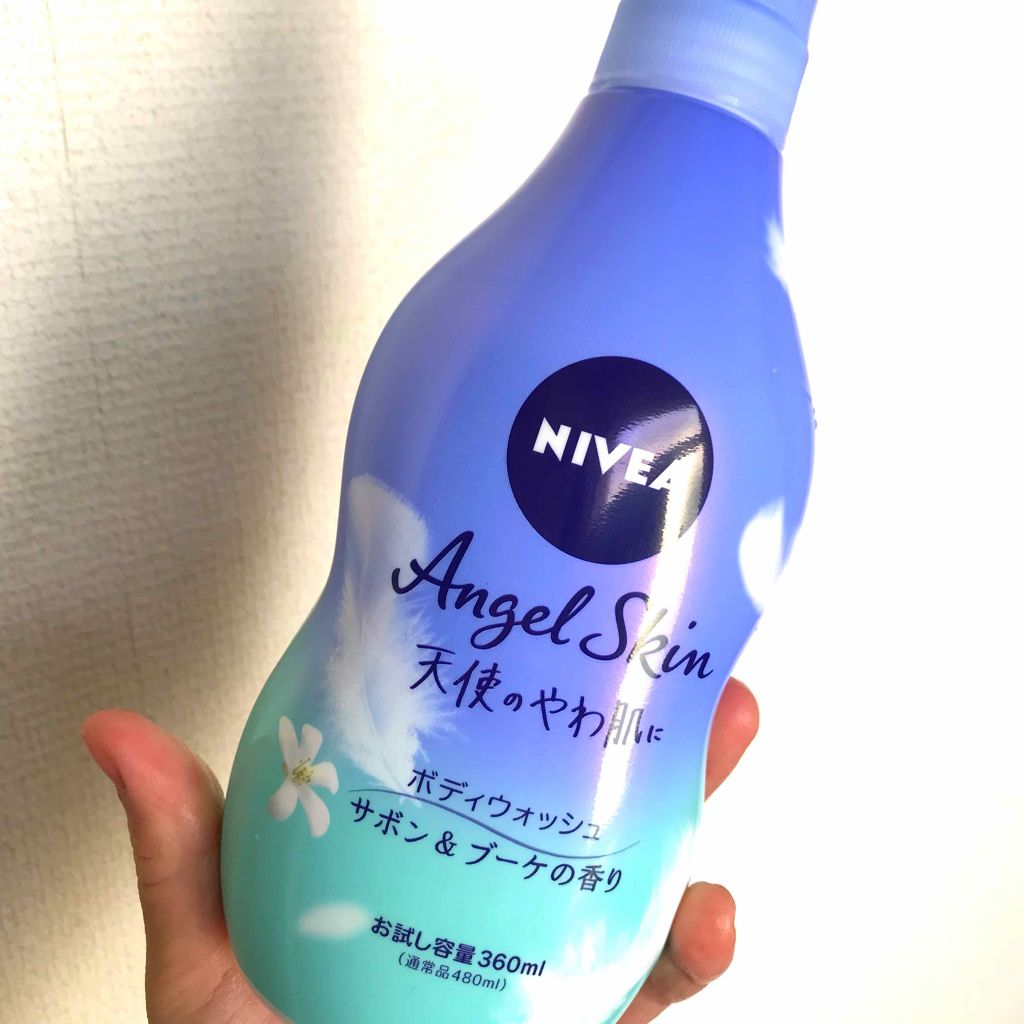 NIVEA
Angel Skin
天使のやわ肌に
ボディウォッシュ
サボン&ブーケの香り
お試し容量360ml
(通常品480ml)